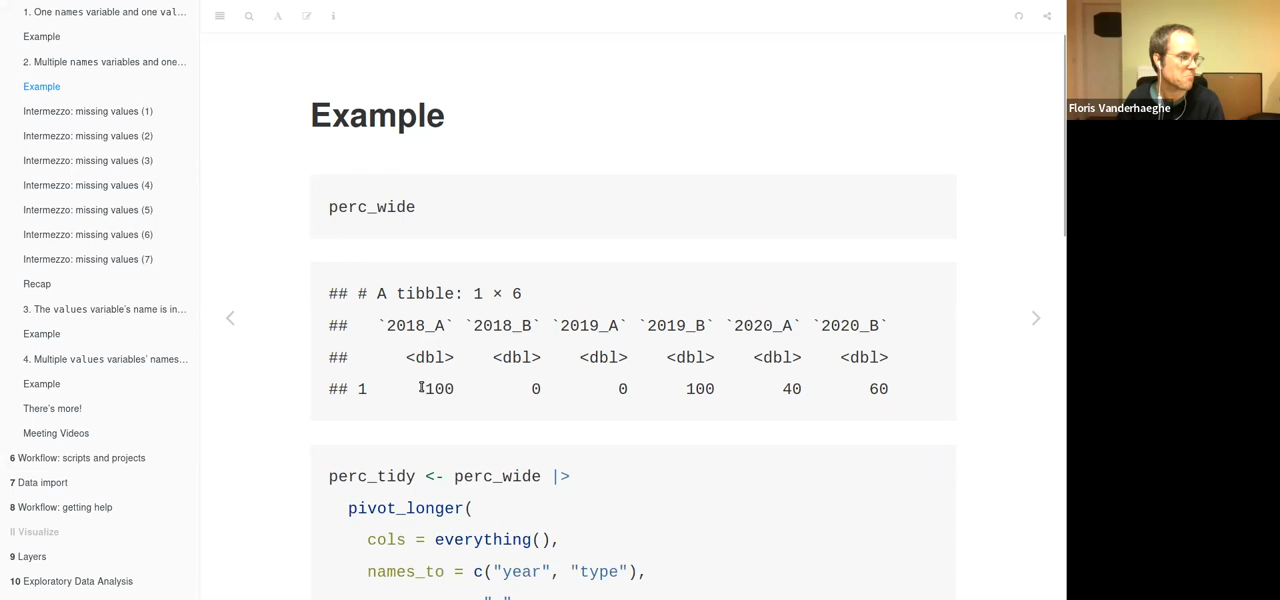 1. One names variable and one val...
Example
2. Multiple names variables and one...
Example
Intermezzo: missing values (1)
Intermezzo: missing values (2)
Intermezzo: missing values (3)
Intermezzo: missing values (4)
Intermezzo: missing values (5)
Intermezzo: missing values (6)
Intermezzo: missing values (7)
Recap
3. The values variable's name is in...
Example
4. Multiple values variables' names...
Example
There's more!
Meeting Videos
6 Workflow: scripts and projects
7 Data import
8 Workflow: getting help
II Visualize
9 Layers
10 Exploratory Data Analysis
A
i
Example
perc_wide
## # A tibble: 1 × 6
## `2018_A` `2018_B` `2019_A` `2019_B` `2020_A` `2020_B`
## <dbl> <dbl> <dbl> <dbl> <dbl> <dbl>
## 1 100 0 0 100 40 60
perc_tidy <- perc_wide |>
pivot_longer(
cols = everything(),
names_to = c("year", "type"),
Floris Vanderhaeghe